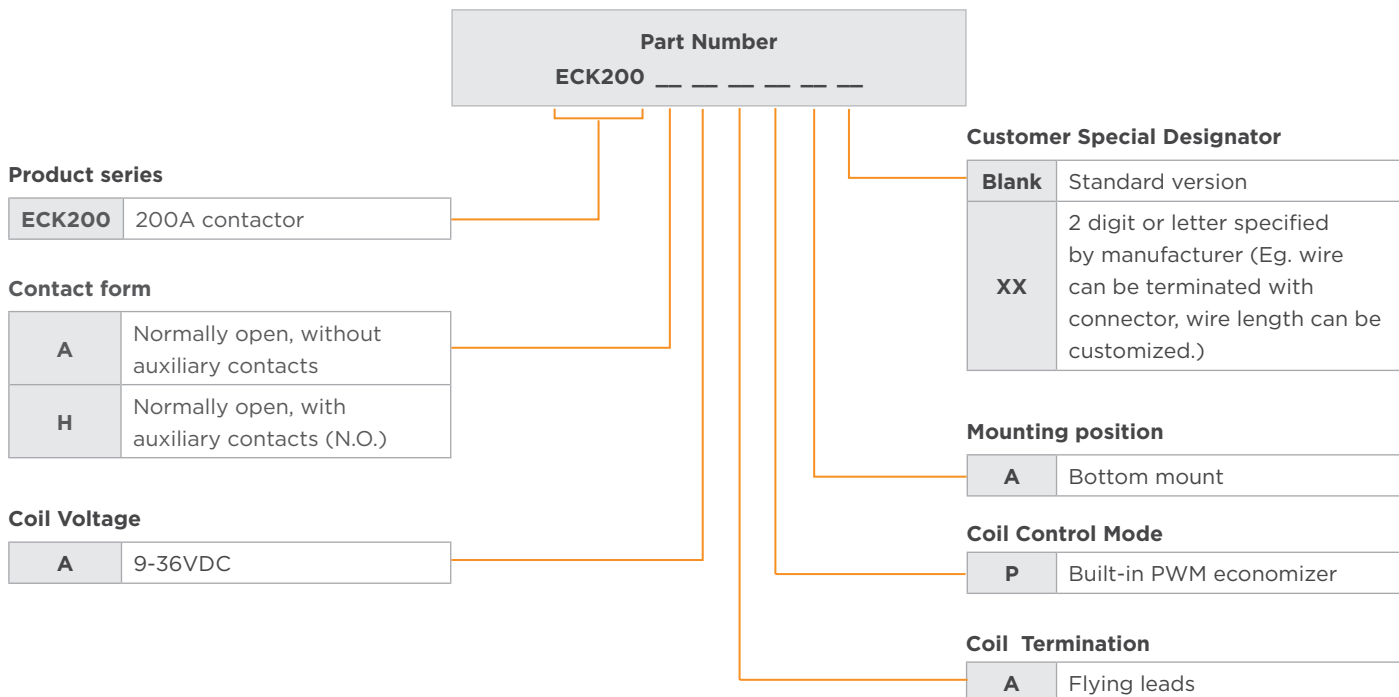 Part Number
ECK200 __ __ __ __ __ __
Product series
ECK200 200A contactor
Contact form
A Normally open, without
auxiliary contacts
H Normally open, with
auxiliary contacts (N.O.)
Coil Voltage
A 9-36VDC
Customer Special Designator
Blank Standard version
XX 2 digit or letter specified
by manufacturer (Eg. wire
can be terminated with
connector, wire length can be
customized.)
Mounting position
A Bottom mount
Coil Control Mode
P Built-in PWM economizer
Coil Termination
A Flying leads